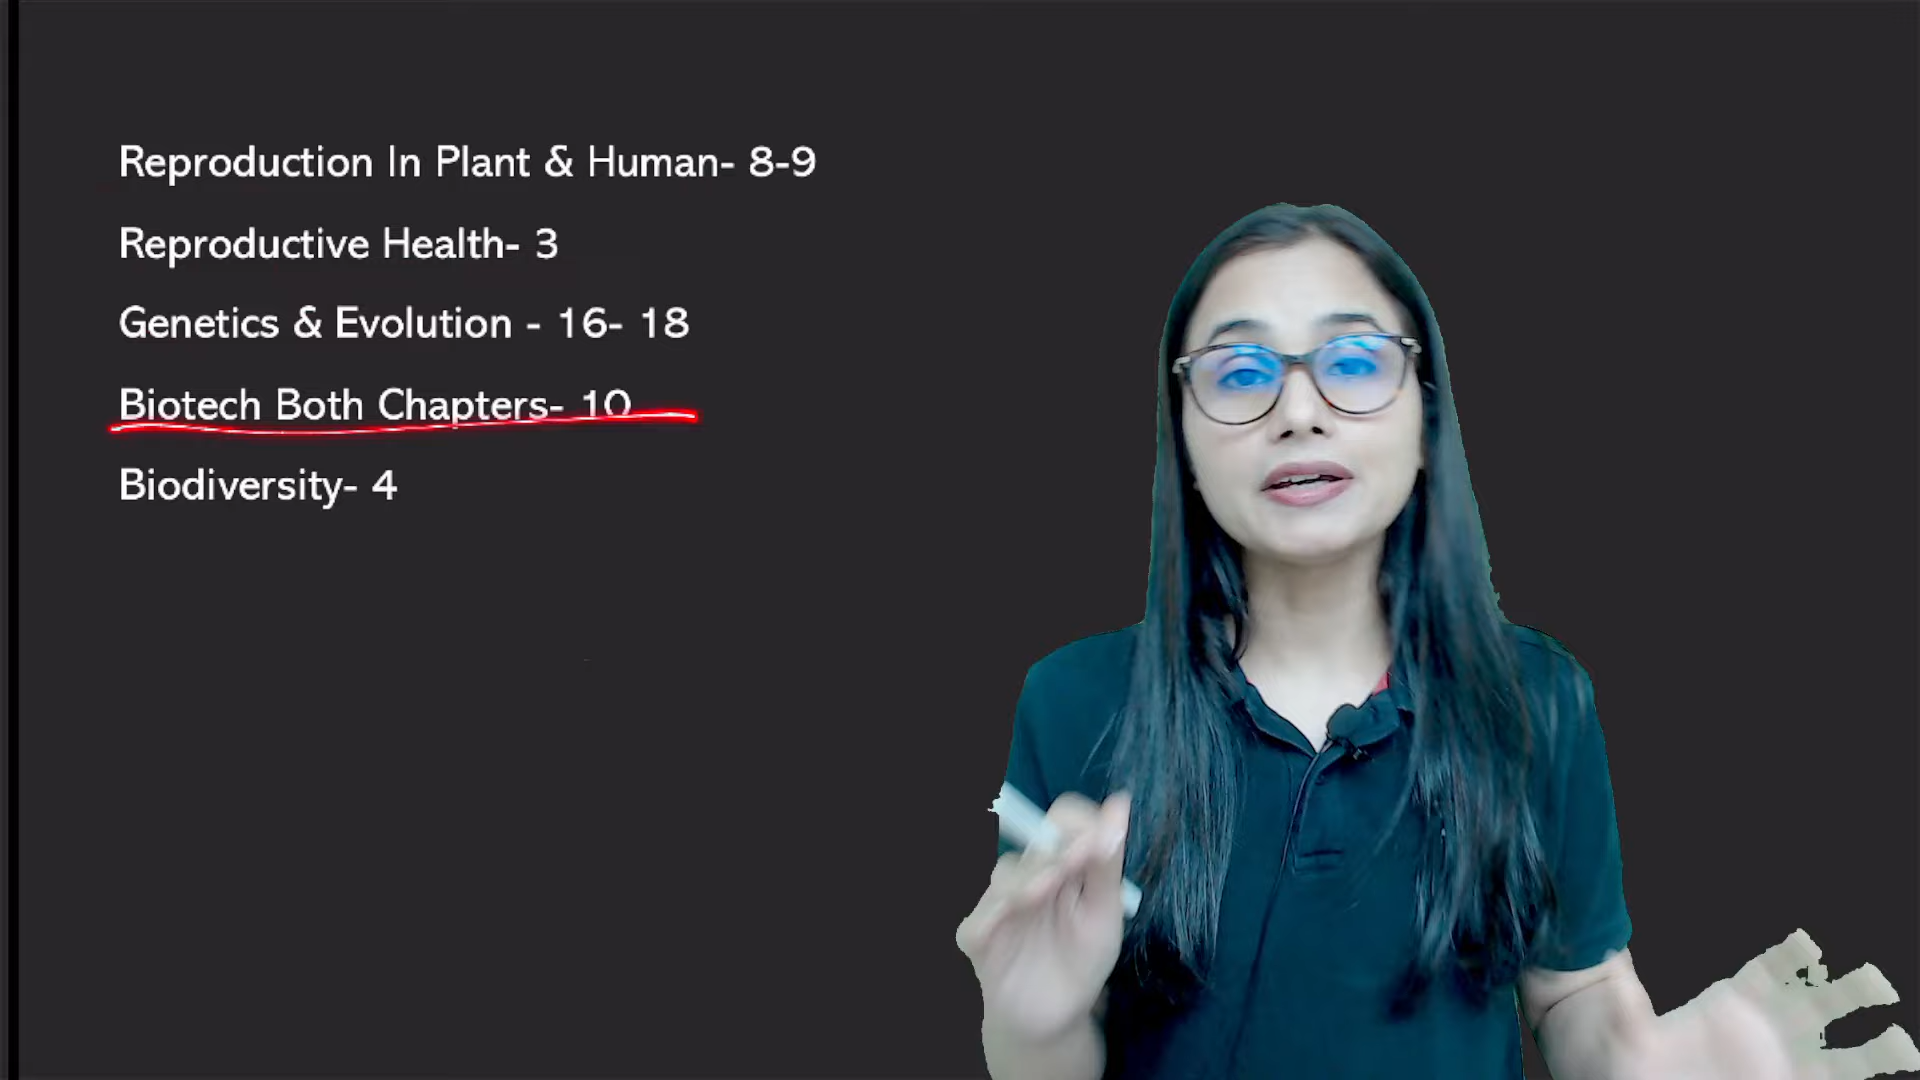 Reproduction In Plant & Human- 8-9
Reproductive Health- 3
Genetics & Evolution - 16- 18
Biotech Both Chapters- 10
Biodiversity- 4